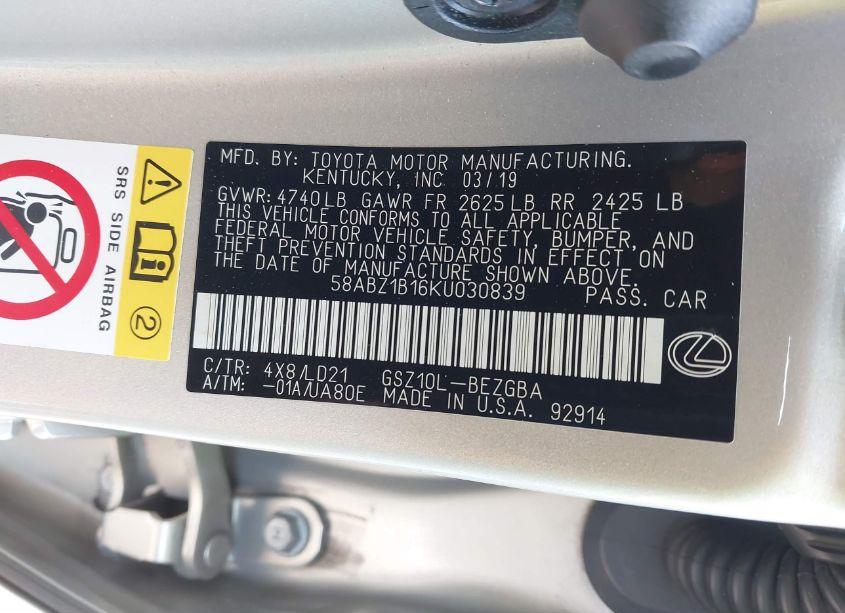 SRS SIDE AIRBAG
2
MFD. BY: TOYOTA MOTOR MANUFACTURING.
KENTUCKY, INC 03/19
GVWR: 4740LB GAWR FR 2625LB RR 2425 LB
THIS VEHICLE CONFORMS TO ALL APPLICABLE
FEDERAL MOTOR VEHICLE SAFETY, BUMPER, AND
THEFT PREVENTION STANDARDS IN EFFECT ON
THE DATE OF MANUFACTURE SHOWN ABOVE.
58ABZ1B16KU030839 PASS. CAR
C/TR: 4X8/LD21 GSZ10L-BEZGBA
A/TM: -01A/UA80E MADE IN U.S.A. 92914